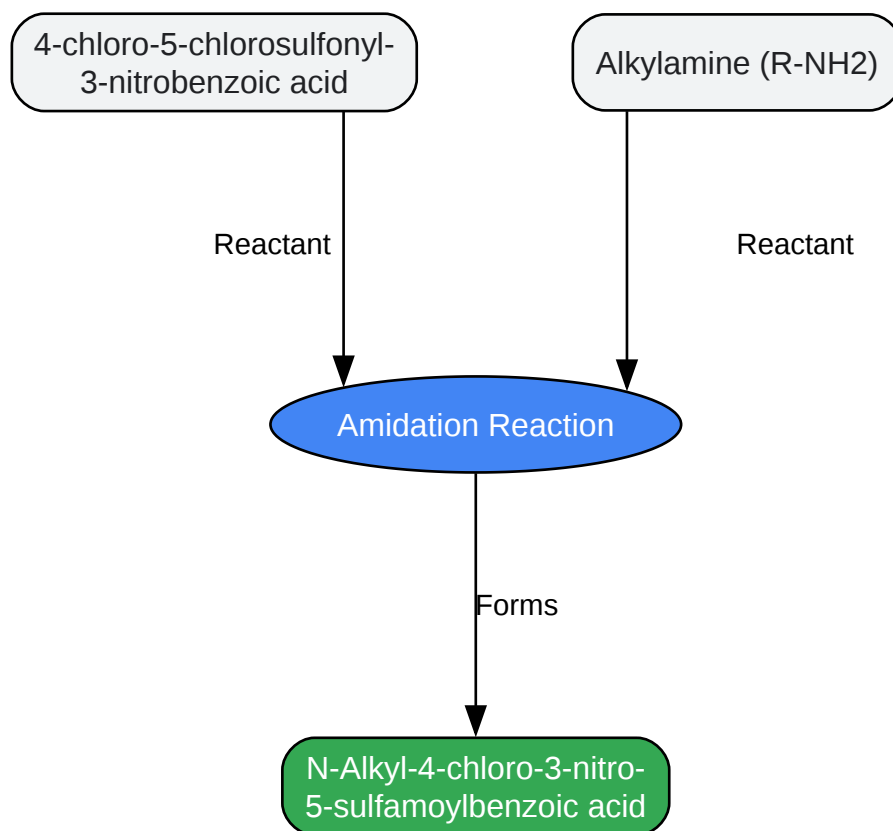 4-chloro-5-chlorosulfonyl-
3-nitrobenzoic acid
Alkylamine (R-NH2)
Reactant
Reactant
Amidation Reaction
Forms
N-Alkyl-4-chloro-3-nitro-
5-sulfamoylbenzoic acid